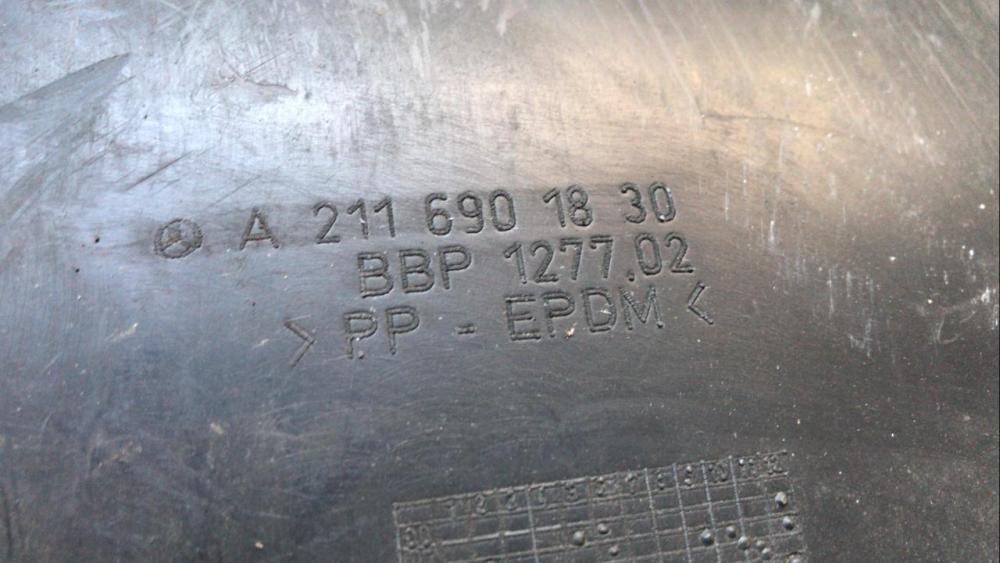 A 211 690 18 30
BBP 1277.02
>PP - EPDM<